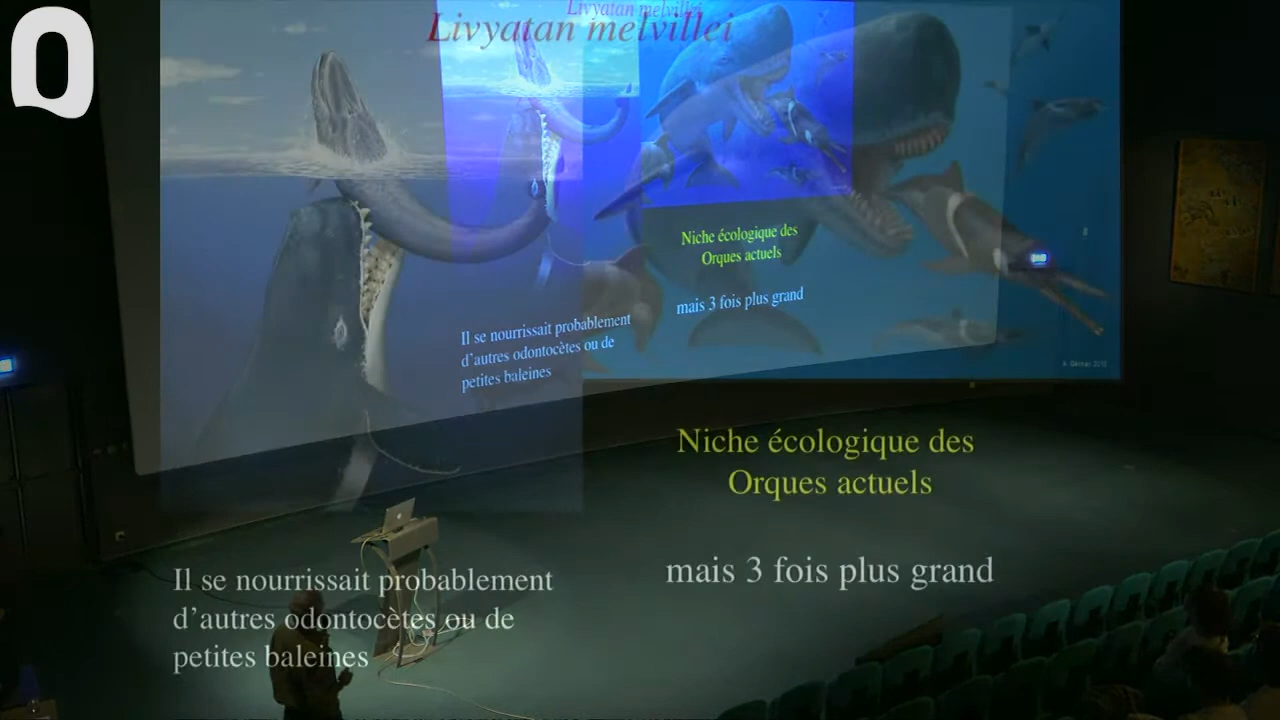 Livyatan melvillei
Livyatan melvillei
Niche écologique des
Orques actuels
mais 3 fois plus grand
Il se nourrissait probablement
d'autres odontocètes ou de
petites baleines
Niche écologique des
Orques actuels
mais 3 fois plus grand
Il se nourrissait probablement
d'autres odontocètes ou de
petites baleines